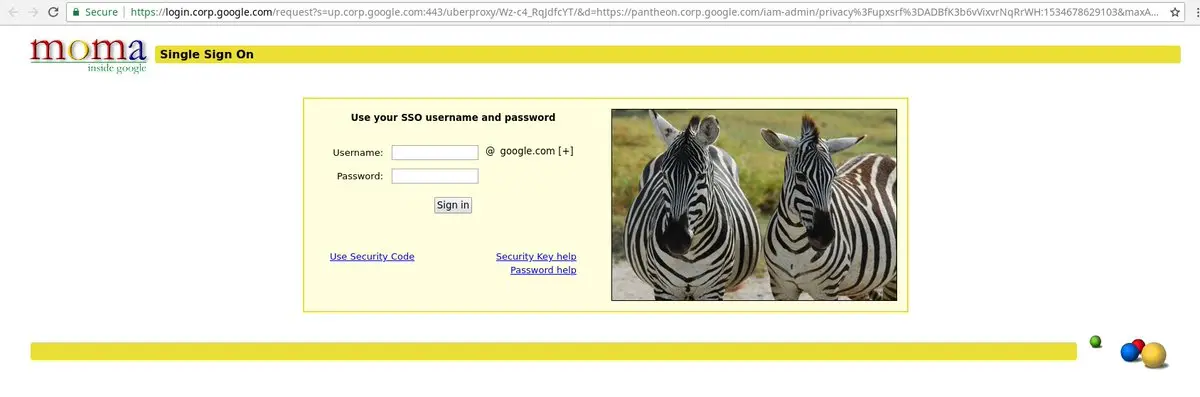 Secure https://login.corp.google.com/request?s=up.corp.google.com:443/uberproxy/Wz-c4_RqJdfcYT/&d=https://pantheon.corp.google.com/iam-admin/privacy%3Fupxsrf%3DADBfK3b6vVixvrNqRrWH:1534678629103&maxA...
moma
inside google
Single Sign On
Use your SSO username and password
Username: @ google.com [+]
Password:
Sign in
Use Security Code Security Key help
Password help